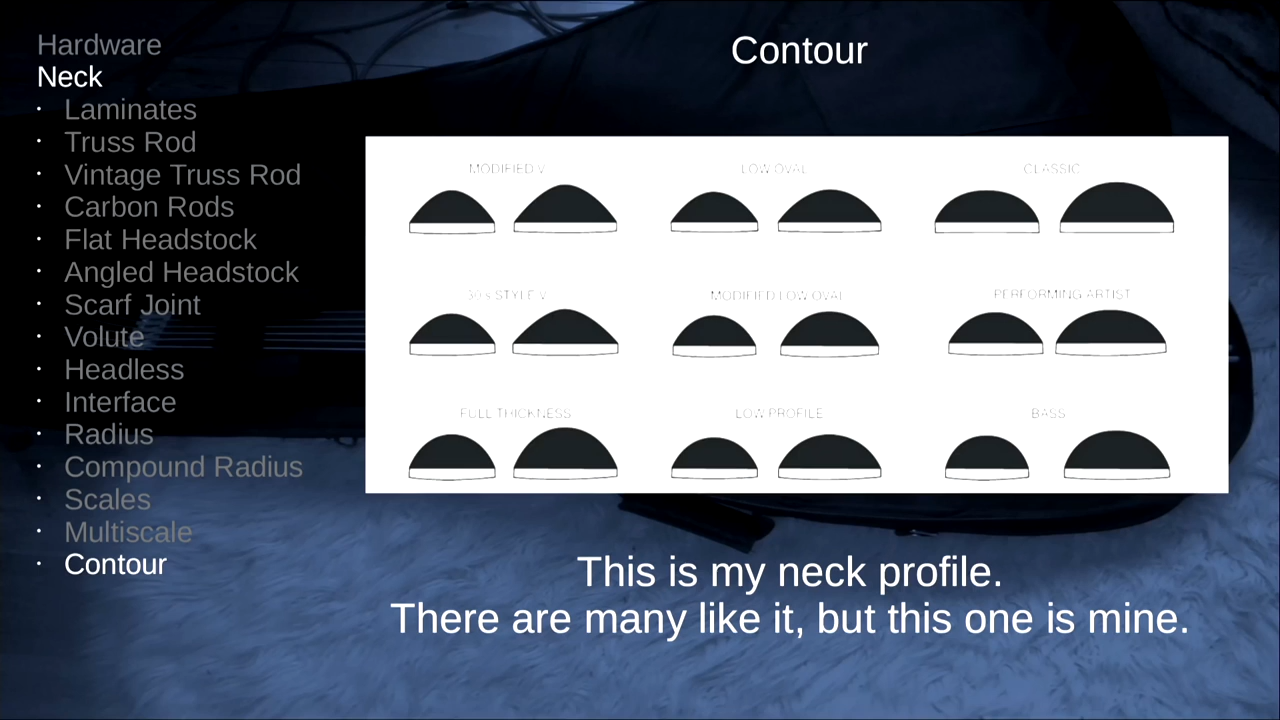 Hardware
Neck
• Laminates
• Truss Rod
• Vintage Truss Rod
• Carbon Rods
• Flat Headstock
• Angled Headstock
• Scarf Joint
• Volute
• Headless
• Interface
• Radius
• Compound Radius
• Scales
• Multiscale
• Contour
Contour
MODIFIED V
LOW OVAL
CLASSIC
30's STYLE V
MODIFIED LOW OVAL
PERFORMING ARTIST
FULL THICKNESS
LOW PROFILE
BASS
This is my neck profile.
There are many like it, but this one is mine.